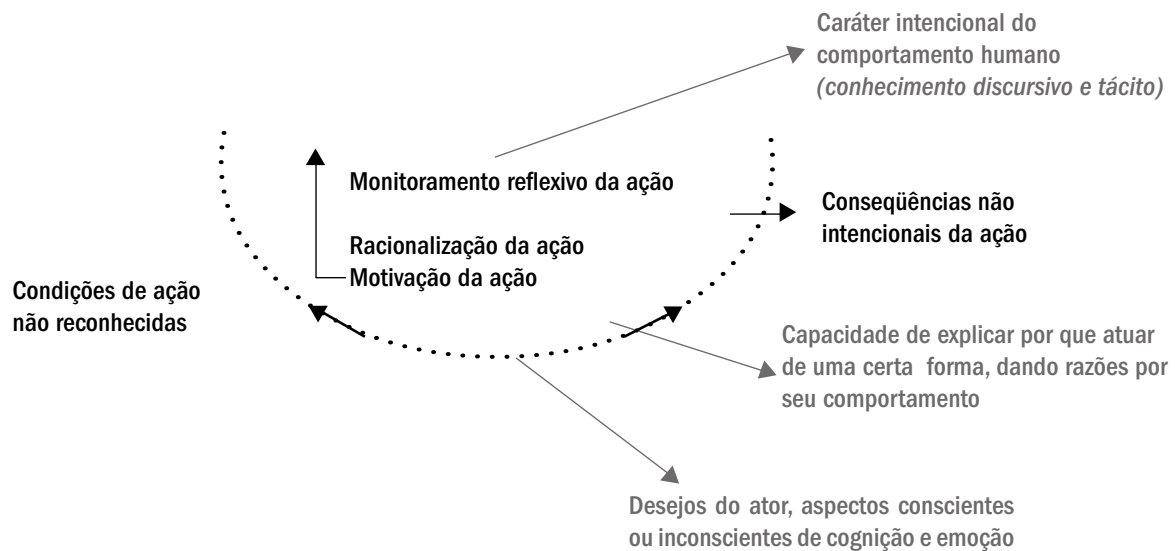 Caráter intencional do
comportamento humano
(conhecimento discursivo e tácito)
Monitoramento reflexivo da ação
Conseqüências não
intencionais da ação
Racionalização da ação
Motivação da ação
Condições de ação
não reconhecidas
Capacidade de explicar por que atuar
de uma certa forma, dando razões por
seu comportamento
Desejos do ator, aspectos conscientes
ou inconscientes de cognição e emoção